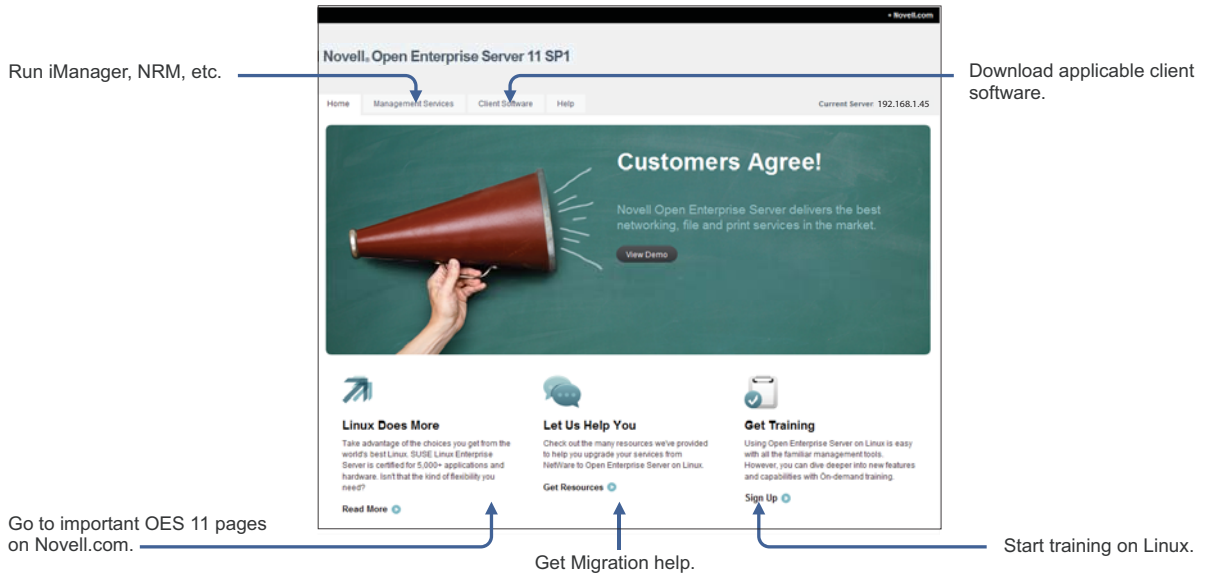 • Novell.com
Novell® Open Enterprise Server 11 SP1
Run iManager, NRM, etc.
Download applicable client
software.
Home Management Services Client Software Help Current Server 192.168.1.45
Customers Agree!
Novell Open Enterprise Server delivers the best
networking, file and print services in the market.
View Demo
Linux Does More
Take advantage of the choices you get from the
world's best Linux. SUSE Linux Enterprise
Server is certified for 5,000+ applications and
hardware. Isn't that the kind of flexibility you
need?
Read More
Let Us Help You
Check out the many resources we've provided
to help you upgrade your services from
NetWare to Open Enterprise Server on Linux.
Get Resources
Get Training
Using Open Enterprise Server on Linux is easy
with all the familiar management tools.
However, you can dive deeper into new features
and capabilities with On-demand training.
Sign Up
Go to important OES 11 pages
on Novell.com.
Get Migration help.
Start training on Linux.